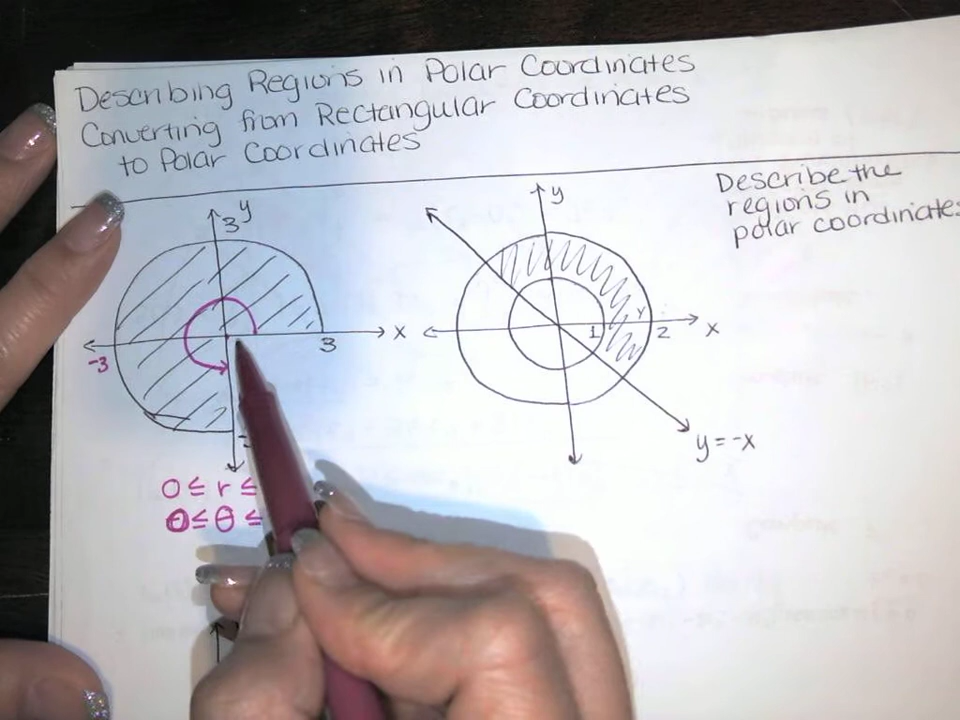 Describing Regions in Polar Coordinates
Converting from Rectangular Coordinates
to Polar Coordinates
Describe the
regions in
polar coordinates
3 y
x
-3
3
y
1
2
x
y = -x
0 ≤ r ≤
0 ≤ θ ≤